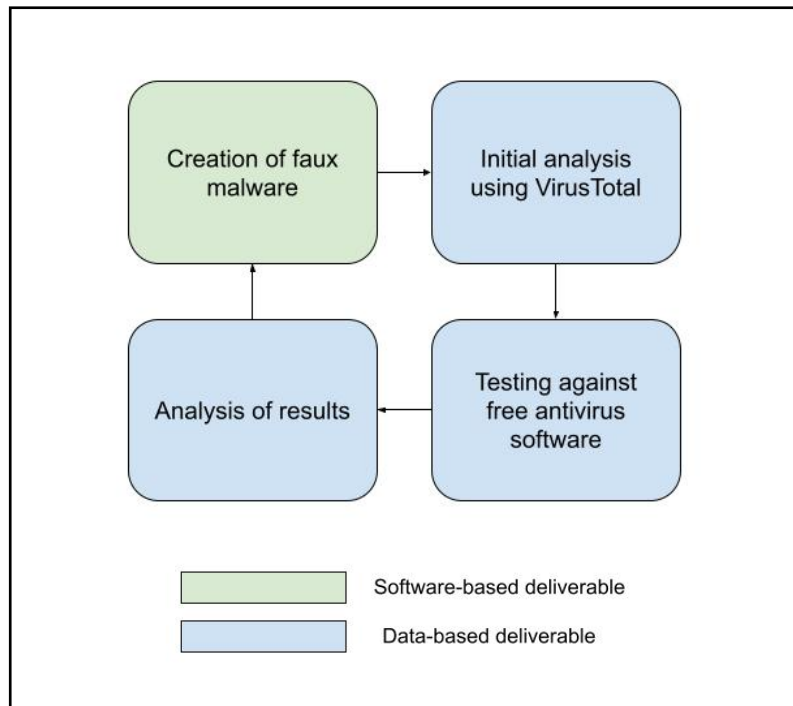 Creation of faux
malware
Initial analysis
using VirusTotal
Analysis of results
Testing against
free antivirus
software
Software-based deliverable
Data-based deliverable